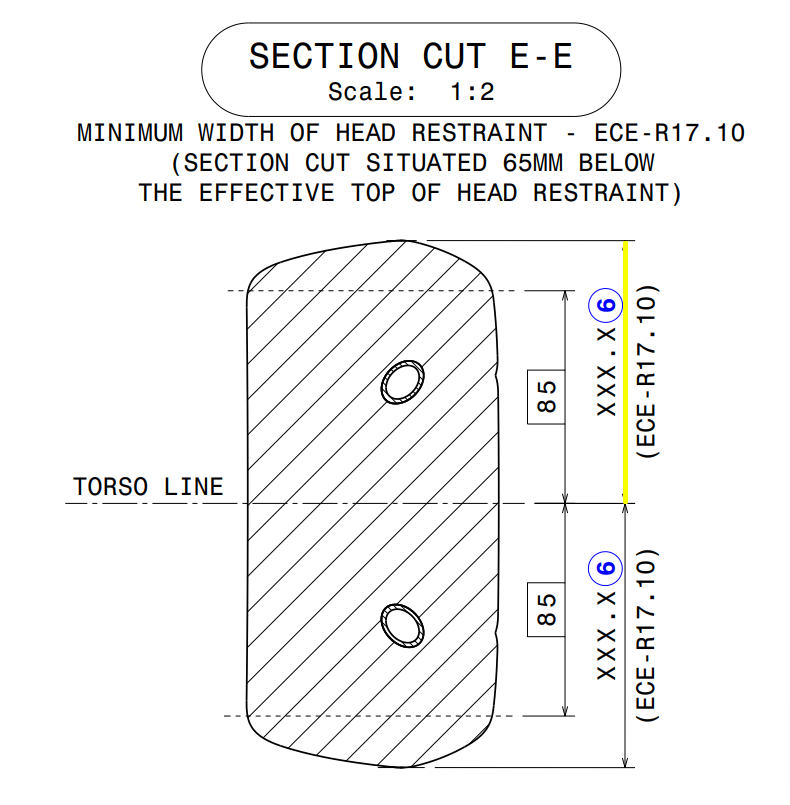 SECTION CUT E-E
Scale: 1:2
MINIMUM WIDTH OF HEAD RESTRAINT - ECE-R17.10
(SECTION CUT SITUATED 65MM BELOW
THE EFFECTIVE TOP OF HEAD RESTRAINT)
85
XXX.X 6
(ECE-R17.10)
TORSO LINE
85
XXX.X 6
(ECE-R17.10)